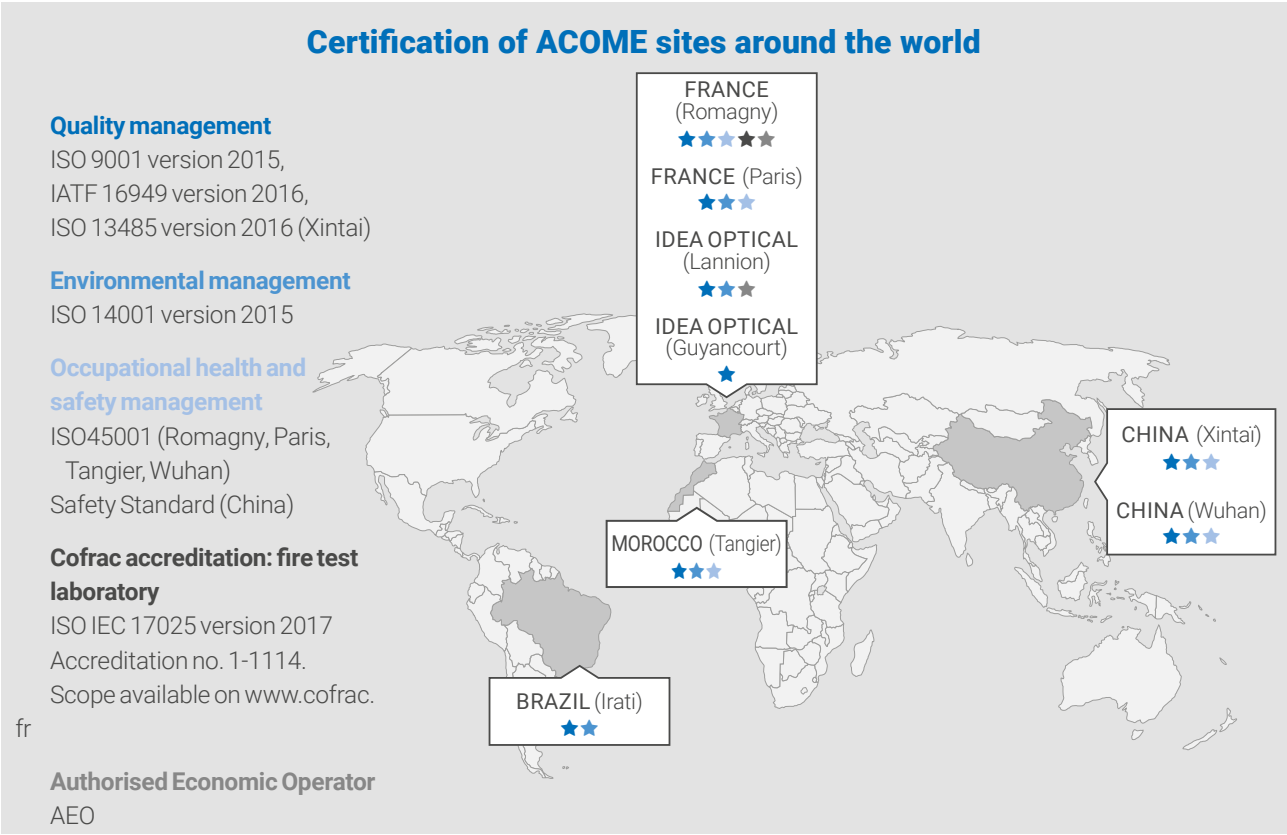 Certification of ACOME sites around the world
Quality management
ISO 9001 version 2015,
IATF 16949 version 2016,
ISO 13485 version 2016 (Xintai)
Environmental management
ISO 14001 version 2015
Occupational health and
safety management
ISO45001 (Romagny, Paris,
Tangier, Wuhan)
Safety Standard (China)
Cofrac accreditation: fire test
laboratory
ISO IEC 17025 version 2017
Accreditation no. 1-1114.
Scope available on www.cofrac.
fr
Authorised Economic Operator
AEO
FRANCE
(Romagny)
FRANCE (Paris)
IDEA OPTICAL
(Lannion)
IDEA OPTICAL
(Guyancourt)
CHINA (Xintaï)
CHINA (Wuhan)
MOROCCO (Tangier)
BRAZIL (Irati)